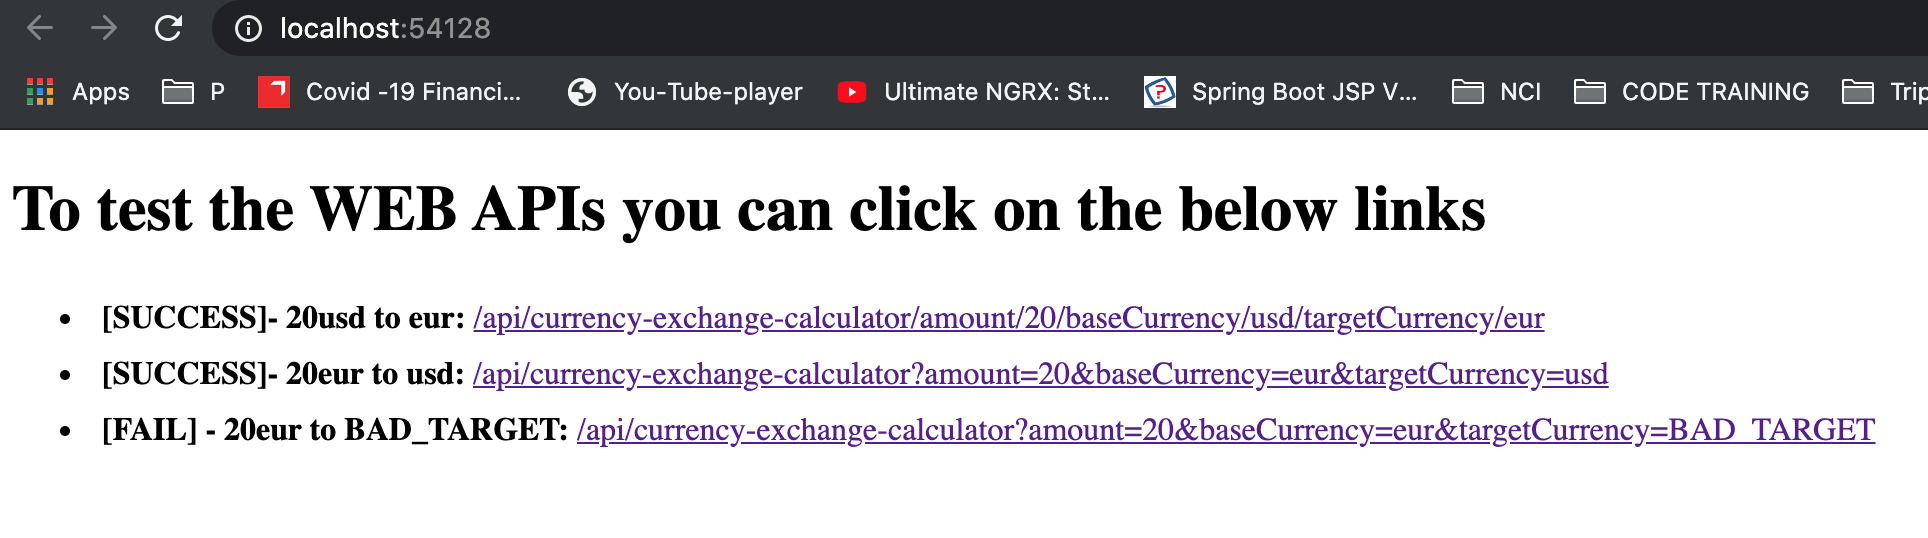 localhost:54128
Apps P Covid -19 Financi... You-Tube-player Ultimate NGRX: St... Spring Boot JSP V... NCI CODE TRAINING
To test the WEB APIs you can click on the below links
• [SUCCESS]- 20usd to eur: /api/currency-exchange-calculator/amount/20/baseCurrency/usd/targetCurrency/eur
• [SUCCESS]- 20eur to usd: /api/currency-exchange-calculator?amount=20&baseCurrency=eur&targetCurrency=usd
• [FAIL] - 20eur to BAD_TARGET: /api/currency-exchange-calculator?amount=20&baseCurrency=eur&targetCurrency=BAD_TARGET